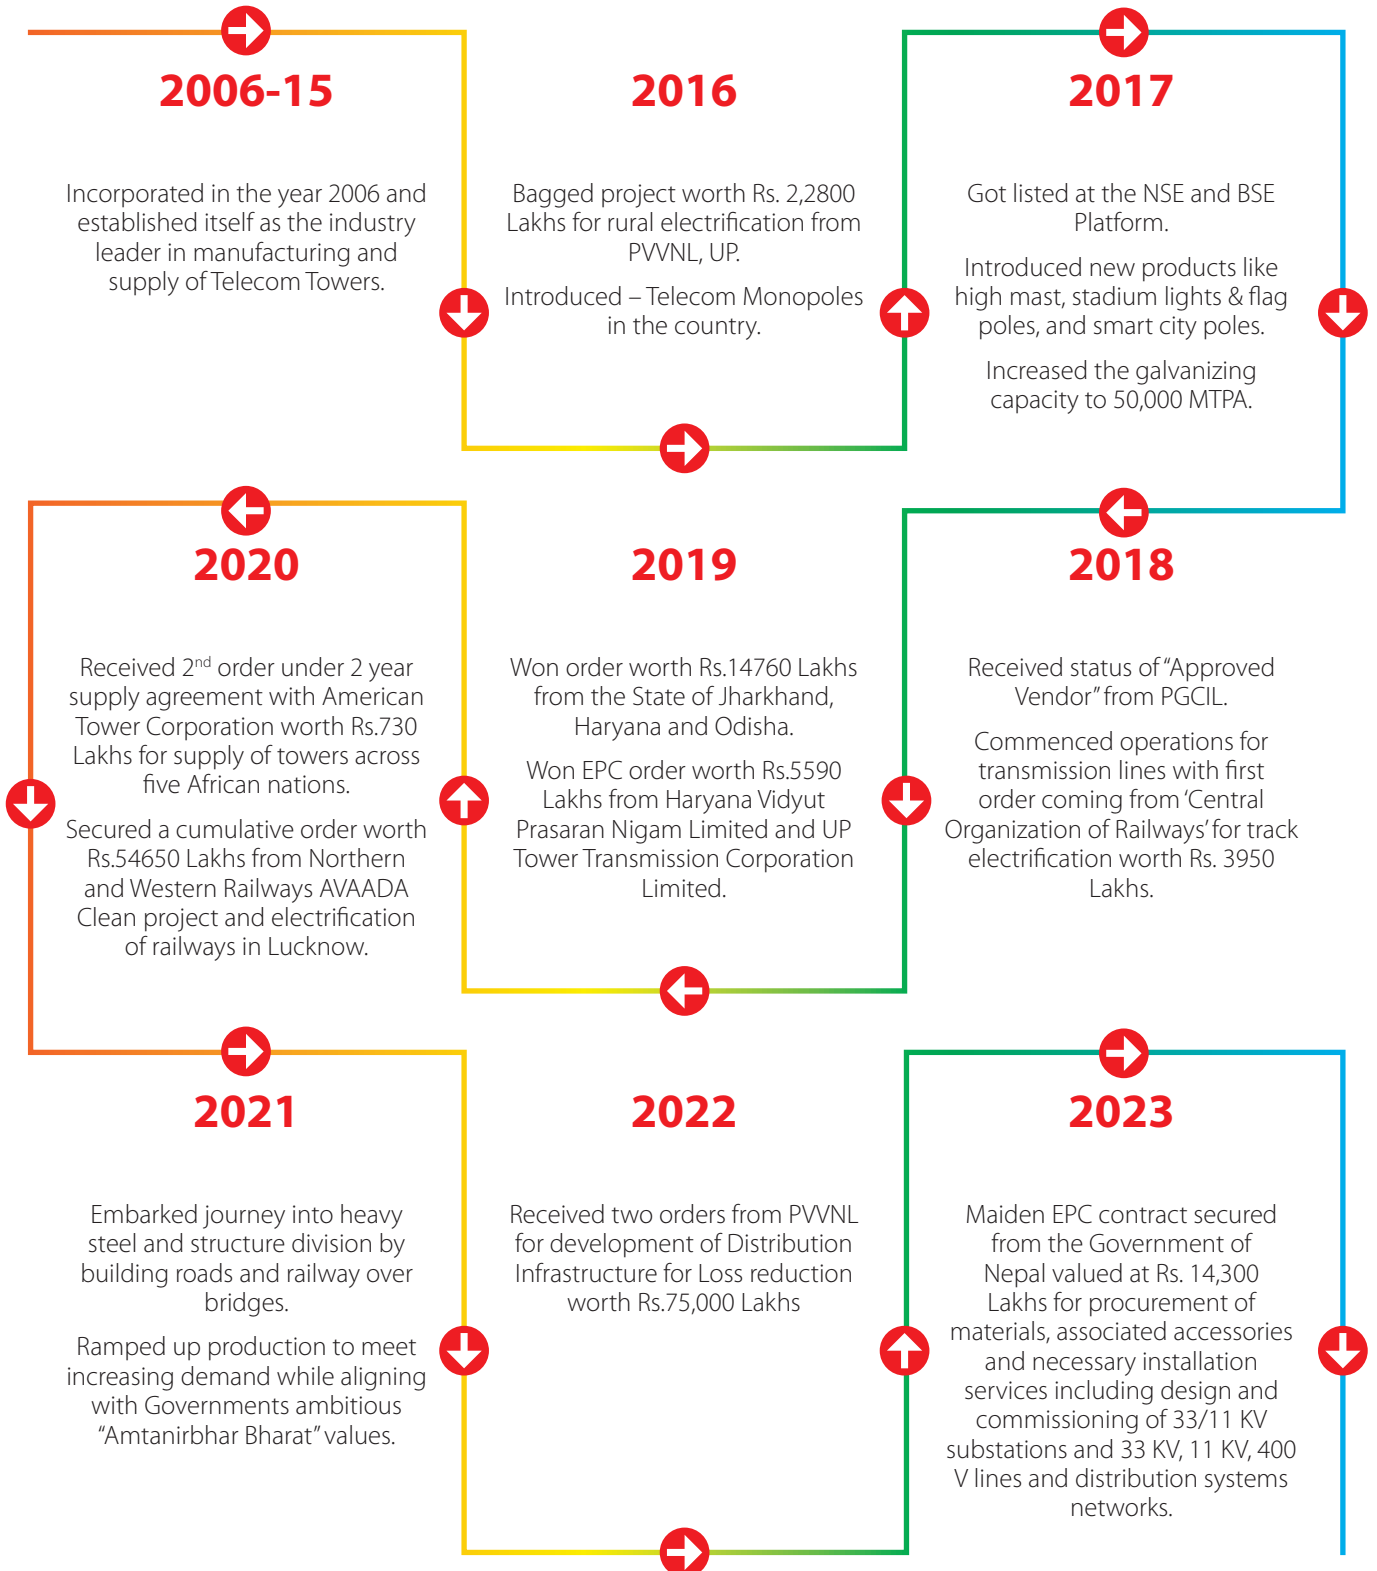 2006-15
Incorporated in the year 2006 and
established itself as the industry
leader in manufacturing and
supply of Telecom Towers.
2016
Bagged project worth Rs. 2,2800
Lakhs for rural electrification from
PVVNL, UP.
Introduced – Telecom Monopoles
in the country.
2017
Got listed at the NSE and BSE
Platform.
Introduced new products like
high mast, stadium lights & flag
poles, and smart city poles.
Increased the galvanizing
capacity to 50,000 MTPA.
2018
Received status of “Approved
Vendor” from PGCIL.
Commenced operations for
transmission lines with first
order coming from ‘Central
Organization of Railways’ for track
electrification worth Rs. 3950
Lakhs.
2019
Won order worth Rs.14760 Lakhs
from the State of Jharkhand,
Haryana and Odisha.
Won EPC order worth Rs.5590
Lakhs from Haryana Vidyut
Prasaran Nigam Limited and UP
Tower Transmission Corporation
Limited.
2020
Received 2nd order under 2 year
supply agreement with American
Tower Corporation worth Rs.730
Lakhs for supply of towers across
five African nations.
Secured a cumulative order worth
Rs.54650 Lakhs from Northern
and Western Railways AVAADA
Clean project and electrification
of railways in Lucknow.
2021
Embarked journey into heavy
steel and structure division by
building roads and railway over
bridges.
Ramped up production to meet
increasing demand while aligning
with Governments ambitious
“Amtanirbhar Bharat” values.
2022
Received two orders from PVVNL
for development of Distribution
Infrastructure for Loss reduction
worth Rs.75,000 Lakhs
2023
Maiden EPC contract secured
from the Government of
Nepal valued at Rs. 14,300
Lakhs for procurement of
materials, associated accessories
and necessary installation
services including design and
commissioning of 33/11 KV
substations and 33 KV, 11 KV, 400
V lines and distribution systems
networks.